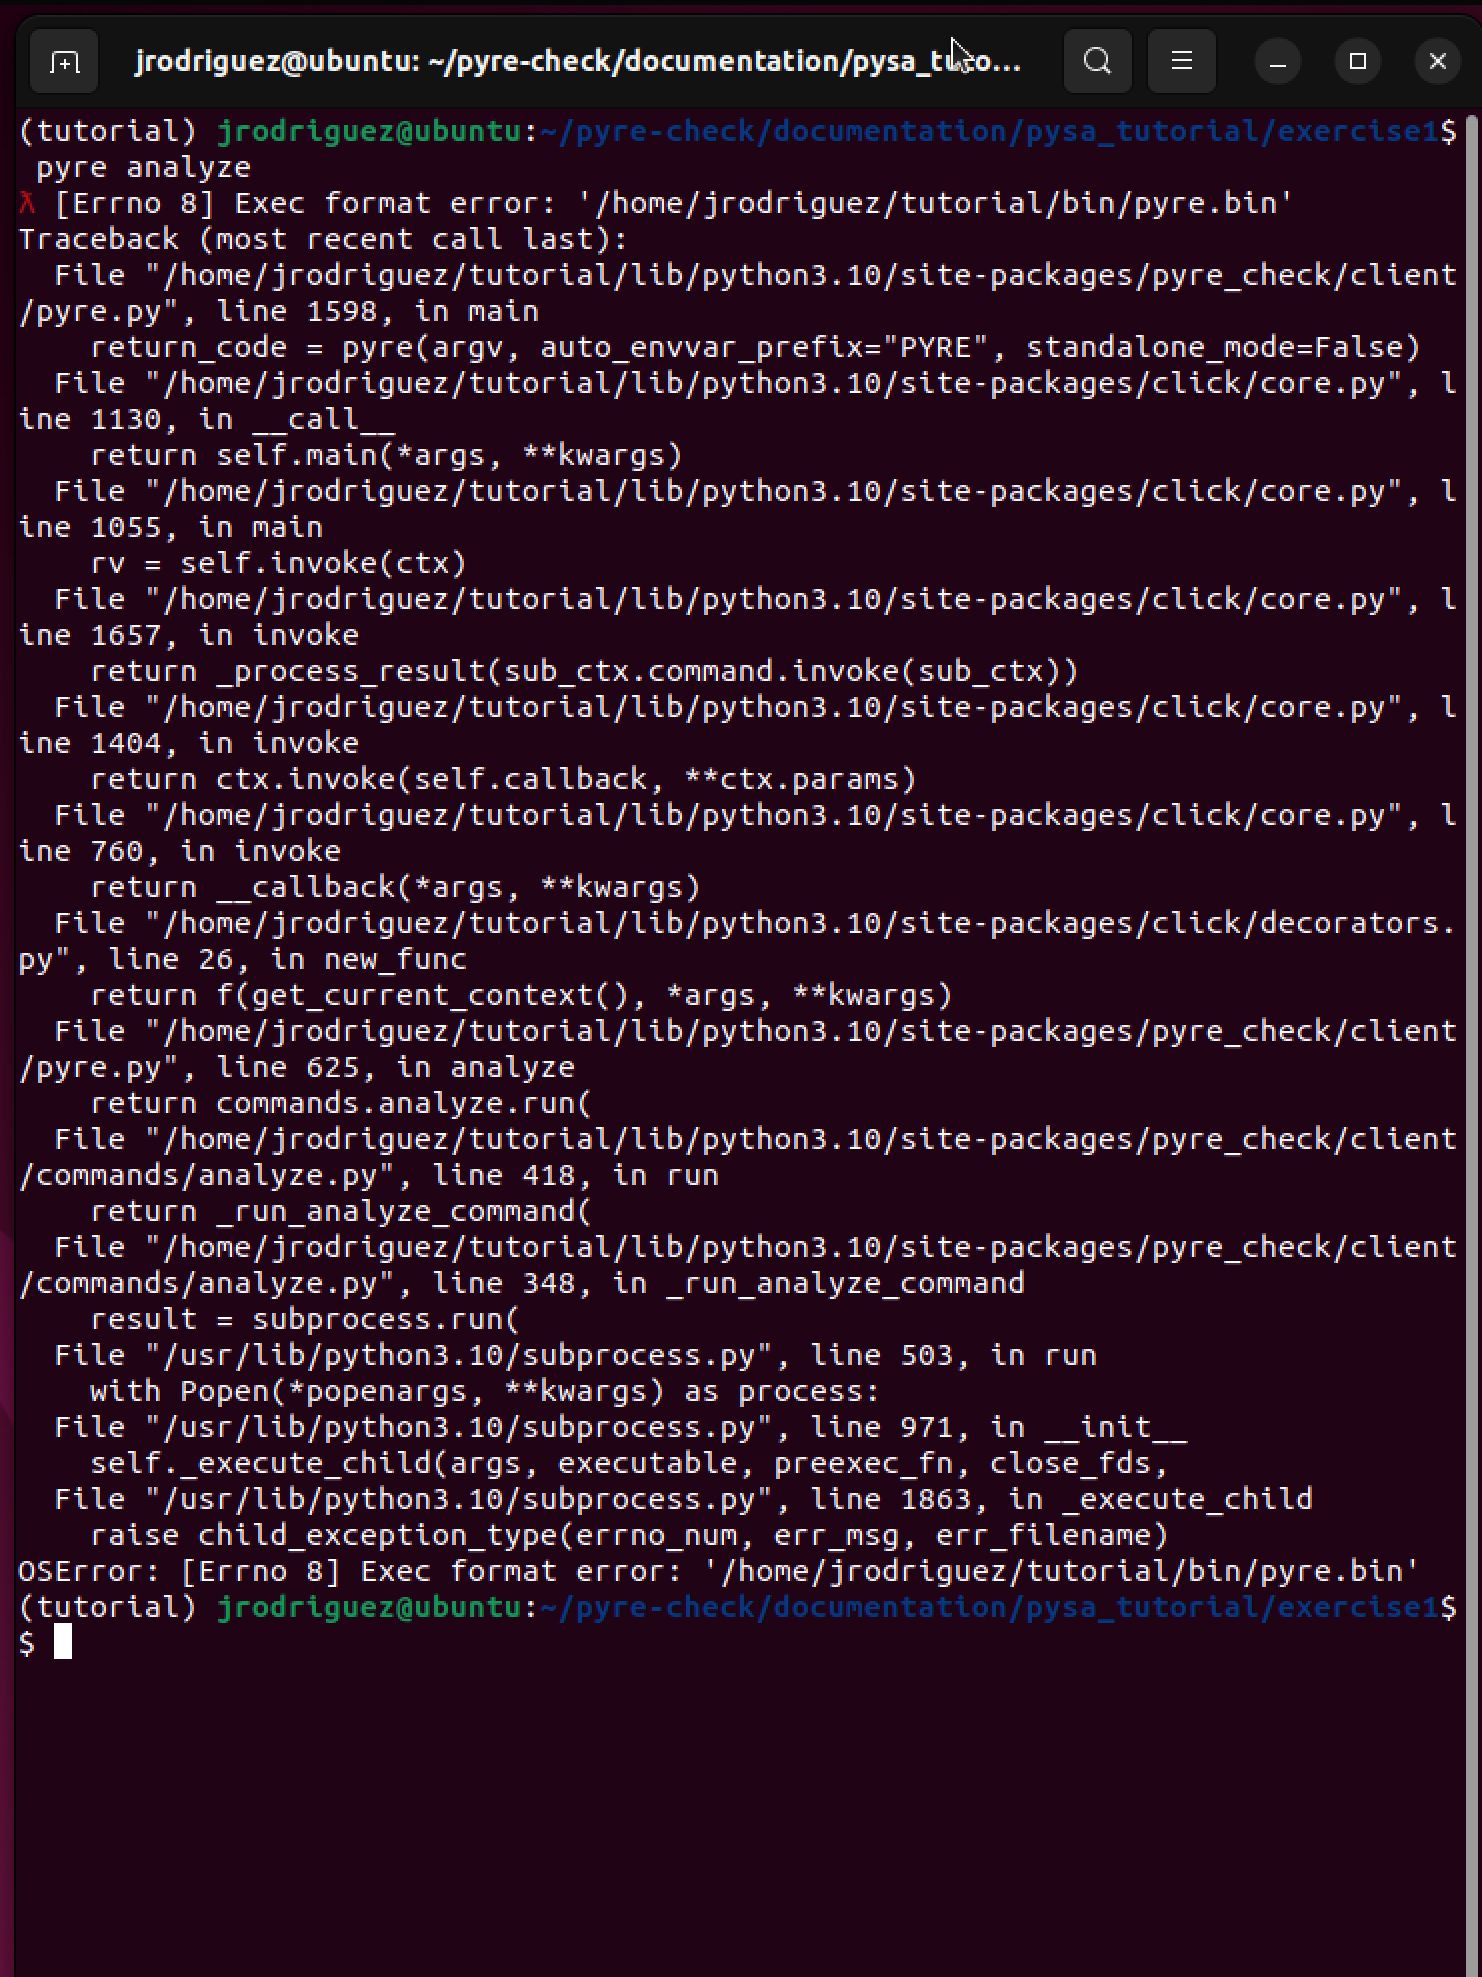 jrodriguez@ubuntu: ~/pyre-check/documentation/pysa_tuto...
(tutorial) jrodriguez@ubuntu:~/pyre-check/documentation/pysa_tutorial/exercise1$
 pyre analyze
ƛ [Errno 8] Exec format error: '/home/jrodriguez/tutorial/bin/pyre.bin'
Traceback (most recent call last):
  File "/home/jrodriguez/tutorial/lib/python3.10/site-packages/pyre_check/client
/pyre.py", line 1598, in main
    return_code = pyre(argv, auto_envvar_prefix="PYRE", standalone_mode=False)
  File "/home/jrodriguez/tutorial/lib/python3.10/site-packages/click/core.py", l
ine 1130, in __call__
    return self.main(*args, **kwargs)
  File "/home/jrodriguez/tutorial/lib/python3.10/site-packages/click/core.py", l
ine 1055, in main
    rv = self.invoke(ctx)
  File "/home/jrodriguez/tutorial/lib/python3.10/site-packages/click/core.py", l
ine 1657, in invoke
    return _process_result(sub_ctx.command.invoke(sub_ctx))
  File "/home/jrodriguez/tutorial/lib/python3.10/site-packages/click/core.py", l
ine 1404, in invoke
    return ctx.invoke(self.callback, **ctx.params)
  File "/home/jrodriguez/tutorial/lib/python3.10/site-packages/click/core.py", l
ine 760, in invoke
    return __callback(*args, **kwargs)
  File "/home/jrodriguez/tutorial/lib/python3.10/site-packages/click/decorators.
py", line 26, in new_func
    return f(get_current_context(), *args, **kwargs)
  File "/home/jrodriguez/tutorial/lib/python3.10/site-packages/pyre_check/client
/pyre.py", line 625, in analyze
    return commands.analyze.run(
  File "/home/jrodriguez/tutorial/lib/python3.10/site-packages/pyre_check/client
/commands/analyze.py", line 418, in run
    return _run_analyze_command(
  File "/home/jrodriguez/tutorial/lib/python3.10/site-packages/pyre_check/client
/commands/analyze.py", line 348, in _run_analyze_command
    result = subprocess.run(
  File "/usr/lib/python3.10/subprocess.py", line 503, in run
    with Popen(*popenargs, **kwargs) as process:
  File "/usr/lib/python3.10/subprocess.py", line 971, in __init__
    self._execute_child(args, executable, preexec_fn, close_fds,
  File "/usr/lib/python3.10/subprocess.py", line 1863, in _execute_child
    raise child_exception_type(errno_num, err_msg, err_filename)
OSError: [Errno 8] Exec format error: '/home/jrodriguez/tutorial/bin/pyre.bin'
(tutorial) jrodriguez@ubuntu:~/pyre-check/documentation/pysa_tutorial/exercise1$
$